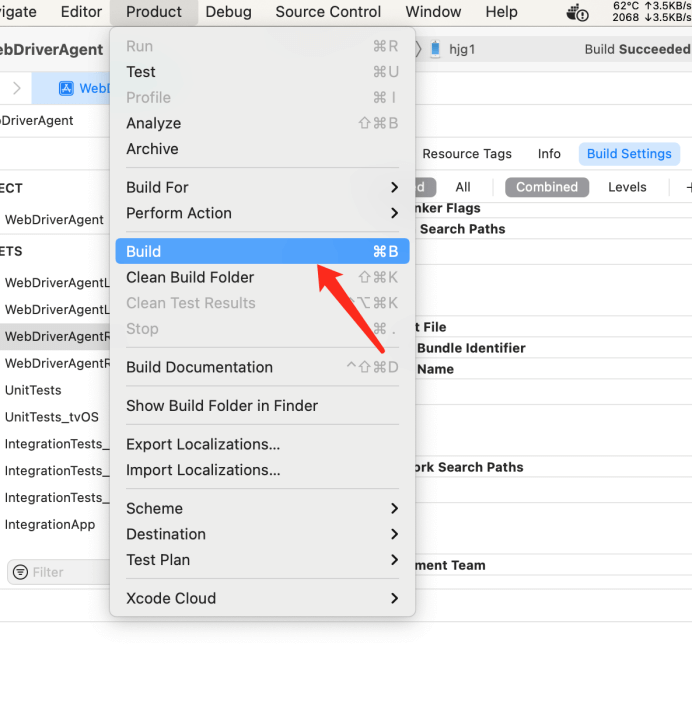 igate Editor Product Debug Source Control Window Help 62°C ↑3.5KB/s
2068 ↓3.5KB/s
ebDriverAgent
hjg1 Build Succeeded
WebD
DriverAgent
Resource Tags Info Build Settings
All Combined Levels +
nker Flags
Search Paths
t File
Bundle Identifier
Name
ork Search Paths
ment Team
ECT
WebDriverAgent
ETS
WebDriverAgentL
WebDriverAgentL
WebDriverAgentR
WebDriverAgentR
UnitTests
UnitTests_tvOS
IntegrationTests_
IntegrationTests_
IntegrationTests_
IntegrationApp
Filter
Run ⌘R
Test ⌘U
Profile ⌘I
Analyze ⇧⌘B
Archive
Build For
Perform Action
Build ⌘B
Clean Build Folder ⇧⌘K
Clean Test Results ⌥⌘K
Stop ⌘.
Build Documentation ⌃⇧⌘D
Show Build Folder in Finder
Export Localizations...
Import Localizations...
Scheme
Destination
Test Plan
Xcode Cloud